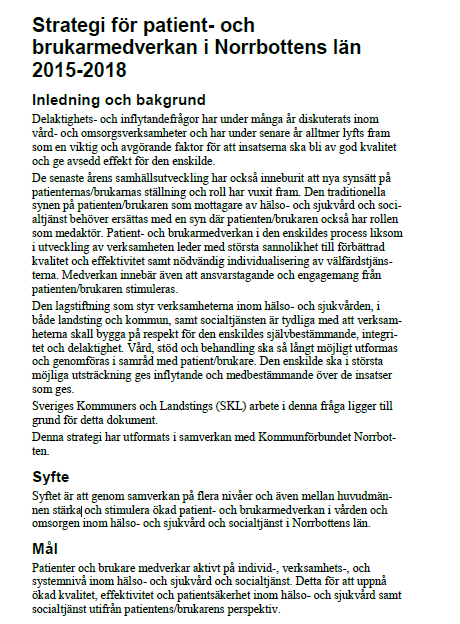 Strategi för patient- och
brukarmedverkan i Norrbottens län
2015-2018
Inledning och bakgrund
Delaktighets- och inflytandefrågor har under många år diskuterats inom
vård- och omsorgsverksamheter och har under senare år alltmer lyfts fram
som en viktig och avgörande faktor för att insatserna ska bli av god kvalitet
och ge avsedd effekt för den enskilde.
De senaste årens samhällsutveckling har också inneburit att nya synsätt på
patienternas/brukarnas ställning och roll har vuxit fram. Den traditionella
synen på patienten/brukaren som mottagare av hälso- och sjukvård och soci-
altjänst behöver ersättas med en syn där patienten/brukaren också har rollen
som medaktör. Patient- och brukarmedverkan i den enskildes process liksom
i utveckling av verksamheten leder med största sannolikhet till förbättrad
kvalitet och effektivitet samt nödvändig individualisering av välfärdstjäns-
terna. Medverkan innebär även att ansvarstagande och engagemang från
patienten/brukaren stimuleras.
Den lagstiftning som styr verksamheterna inom hälso- och sjukvården, i
både landsting och kommun, samt socialtjänsten är tydliga med att verksam-
heterna skall bygga på respekt för den enskildes självbestämmande, integri-
tet och delaktighet. Vård, stöd och behandling ska så långt möjligt utformas
och genomföras i samråd med patient/brukare. Den enskilde ska i största
möjliga utsträckning ges inflytande och medbestämmande över de insatser
som ges.
Sveriges Kommuners och Landstings (SKL) arbete i denna fråga ligger till
grund för detta dokument.
Denna strategi har utformats i samverkan med Kommunförbundet Norrbot-
ten.
Syfte
Syftet är att genom samverkan på flera nivåer och även mellan huvudmän-
nen stärka och stimulera ökad patient- och brukarmedverkan i vården och
omsorgen inom hälso- och sjukvård och socialtjänst i Norrbottens län.
Mål
Patienter och brukare medverkar aktivt på individ-, verksamhets-, och
systemnivå inom hälso- och sjukvård och socialtjänst. Detta för att uppnå
ökad kvalitet, effektivitet och patientsäkerhet inom hälso- och sjukvård samt
socialtjänst utifrån patientens/brukarens perspektiv.